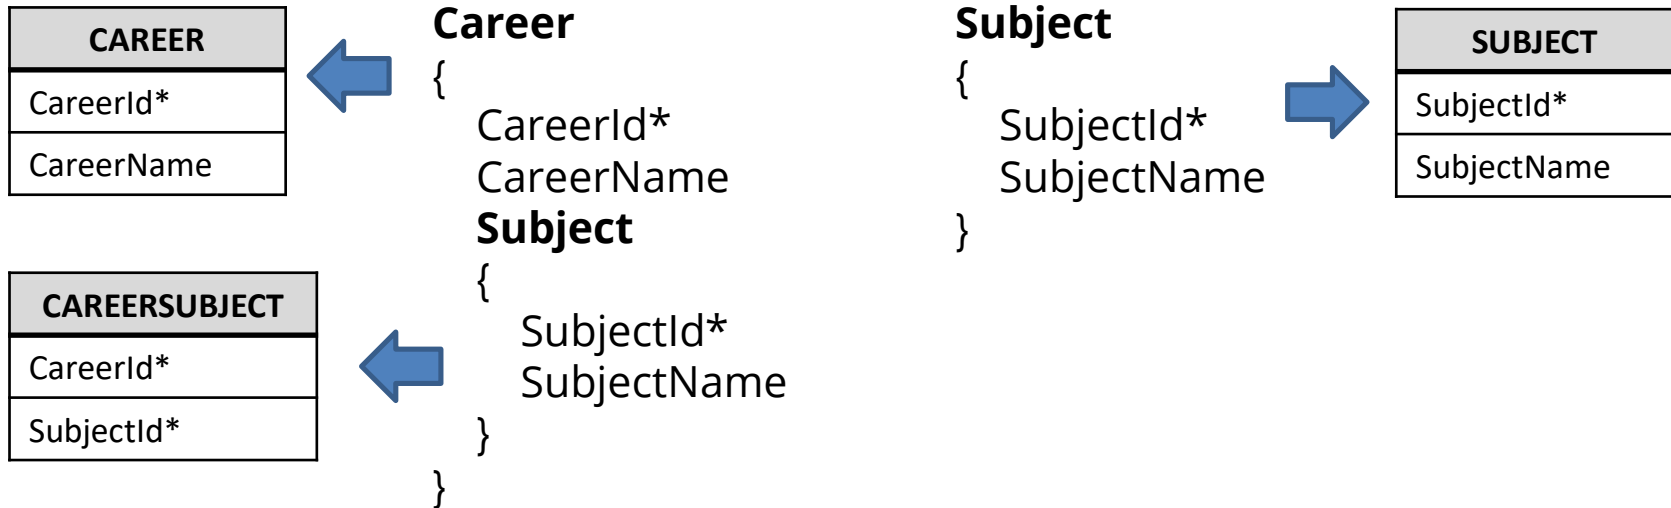 CAREER
CareerId*
CareerName
CAREERSUBJECT
CareerId*
SubjectId*
Career
{
CareerId*
CareerName
Subject
{
SubjectId*
SubjectName
}
}
Subject
{
SubjectId*
SubjectName
}
SUBJECT
SubjectId*
SubjectName